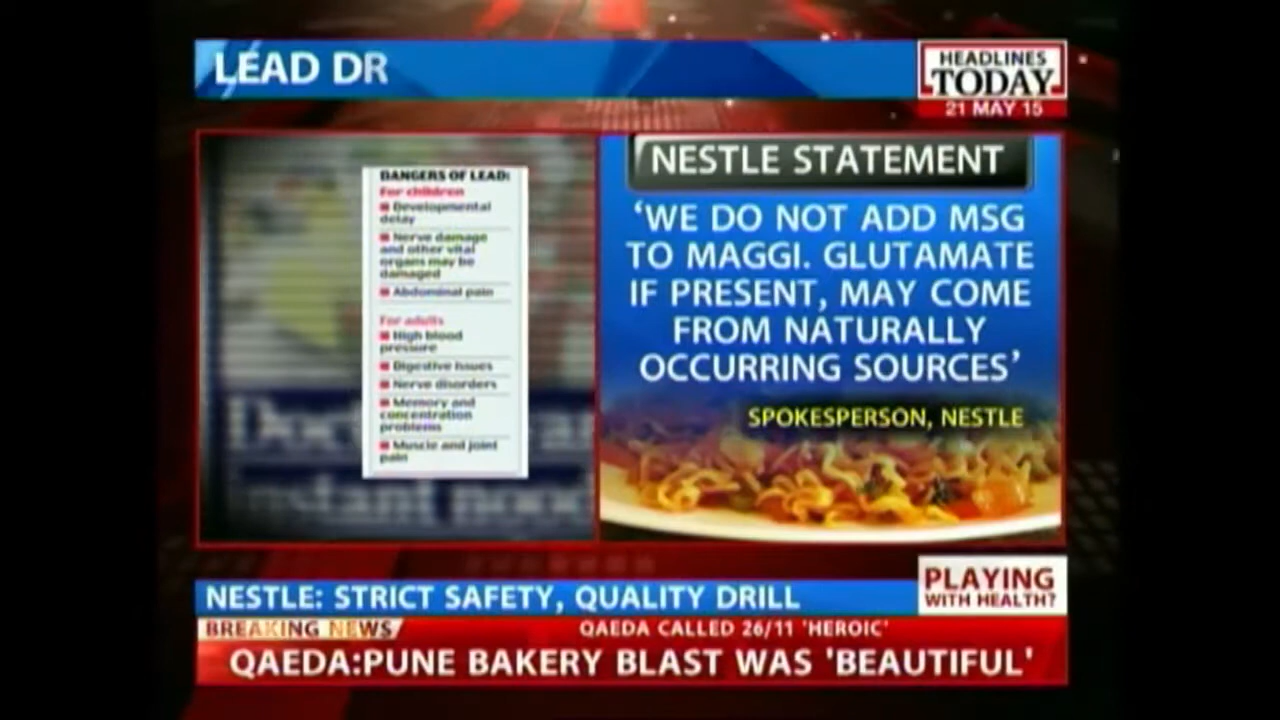 LEAD DR
HEADLINES
TODAY
21 MAY 15
DANGERS OF LEAD:
For children
Developmental
delay
Nerve damage
and other vital
organs may be
damaged
Abdominal pain
For adults
High blood
pressure
Digestive issues
Nerve disorders
Memory and
concentration
problems
Muscle and joint
pain
NESTLE STATEMENT
‘WE DO NOT ADD MSG
TO MAGGI. GLUTAMATE
IF PRESENT, MAY COME
FROM NATURALLY
OCCURRING SOURCES’
SPOKESPERSON, NESTLE
NESTLE: STRICT SAFETY, QUALITY DRILL
PLAYING
WITH HEALTH?
BREAKING NEWS
QAEDA CALLED 26/11 'HEROIC'
QAEDA:PUNE BAKERY BLAST WAS 'BEAUTIFUL'